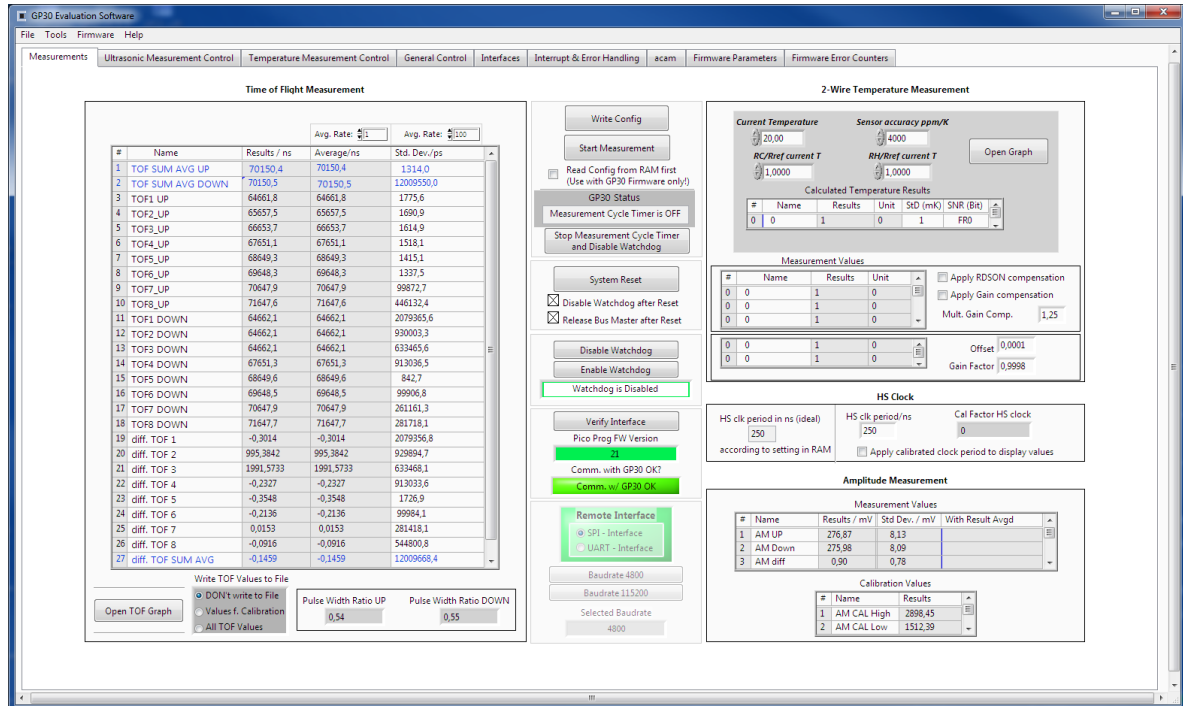 GP30 Evaluation Software
File Tools Firmware Help
Measurements Ultrasonic Measurement Control Temperature Measurement Control General Control Interfaces Interrupt & Error Handling acam Firmware Parameters Firmware Error Counters
Time of Flight Measurement
Avg. Rate: 1 Avg. Rate: 100
# Name Results / ns Average/ns Std. Dev./ps
1 TOF SUM AVG UP 70150,4 70150,4 1314,0
2 TOF SUM AVG DOWN 70150,5 70150,5 12009550,0
3 TOF1 UP 64661,8 64661,8 1775,6
4 TOF2_UP 65657,5 65657,5 1690,9
5 TOF3_UP 66653,7 66653,7 1614,9
6 TOF4_UP 67651,1 67651,1 1518,1
7 TOF5_UP 68649,3 68649,3 1415,1
8 TOF6_UP 69648,3 69648,3 1337,5
9 TOF7_UP 70647,9 70647,9 99872,7
10 TOF8_UP 71647,6 71647,6 446132,4
11 TOF1 DOWN 64662,1 64662,1 2079365,6
12 TOF2 DOWN 64662,1 64662,1 930003,3
13 TOF3 DOWN 64662,1 64662,1 633465,6
14 TOF4 DOWN 67651,3 67651,3 913036,5
15 TOF5 DOWN 68649,6 68649,6 842,7
16 TOF6 DOWN 69648,5 69648,5 99906,8
17 TOF7 DOWN 70647,9 70647,9 261161,3
18 TOF8 DOWN 71647,7 71647,7 281718,1
19 diff. TOF 1 -0,3014 -0,3014 2079356,8
20 diff. TOF 2 995,3842 995,3842 929894,7
21 diff. TOF 3 1991,5733 1991,5733 633468,1
22 diff. TOF 4 -0,2327 -0,2327 913033,6
23 diff. TOF 5 -0,3548 -0,3548 1726,9
24 diff. TOF 6 -0,2136 -0,2136 99984,1
25 diff. TOF 7 0,0153 0,0153 281418,1
26 diff. TOF 8 -0,0916 -0,0916 544800,8
27 diff. TOF SUM AVG -0,1459 -0,1459 12009668,4
Write TOF Values to File
Open TOF Graph
DON't write to File
Values f. Calibration
All TOF Values
Pulse Width Ratio UP Pulse Width Ratio DOWN
0,54 0,55
Write Config
Start Measurement
Read Config from RAM first
(Use with GP30 Firmware only!)
GP30 Status
Measurement Cycle Timer is OFF
Stop Measurement Cycle Timer
and Disable Watchdog
System Reset
Disable Watchdog after Reset
Release Bus Master after Reset
Disable Watchdog
Enable Watchdog
Watchdog is Disabled
Verify Interface
Pico Prog FW Version
21
Comm. with GP30 OK?
Comm. w/ GP30 OK
Remote Interface
SPI - Interface
UART - Interface
Baudrate 4800
Baudrate 115200
Selected Baudrate
4800
2-Wire Temperature Measurement
Current Temperature Sensor accuracy ppm/K
20,00 4000
RC/Rref current T RH/Rref current T
1,0000 1,0000
Open Graph
Calculated Temperature Results
# Name Results Unit StD (mK) SNR (Bit)
0 0 1 0 1 FR0
Measurement Values
# Name Results Unit
0 0 1 0
0 0 1 0
0 0 1 0
Apply RDSON compensation
Apply Gain compensation
Mult. Gain Comp. 1,25
0 0 1 0
0 0 1 0
Offset 0,0001
Gain Factor 0,9998
HS Clock
HS clk period in ns (ideal) HS clk period/ns Cal Factor HS clock
250 250 0
according to setting in RAM Apply calibrated clock period to display values
Amplitude Measurement
Measurement Values
# Name Results / mV Std Dev. / mV With Result Avgd
1 AM UP 276,87 8,13
2 AM Down 275,98 8,09
3 AM diff 0,90 0,78
Calibration Values
# Name Results
1 AM CAL High 2898,45
2 AM CAL Low 1512,39